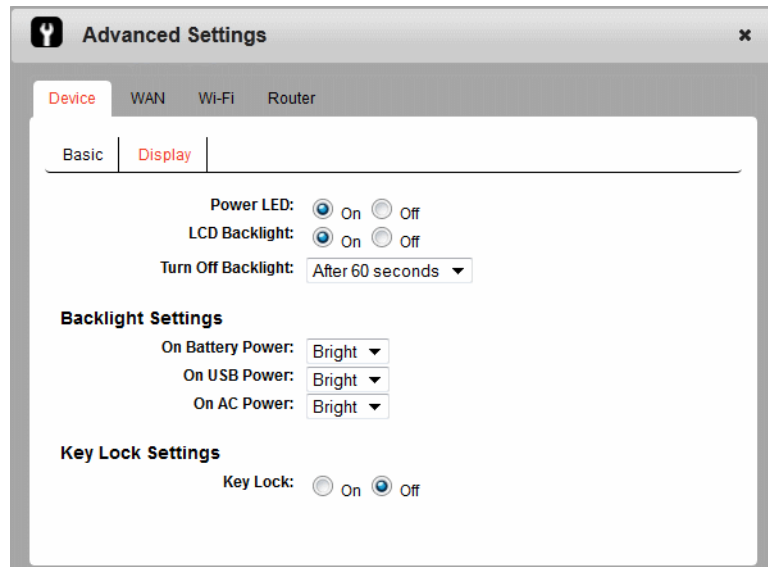 Advanced Settings
Device WAN Wi-Fi Router
Basic Display
Power LED: On Off
LCD Backlight: On Off
Turn Off Backlight: After 60 seconds
Backlight Settings
On Battery Power: Bright
On USB Power: Bright
On AC Power: Bright
Key Lock Settings
Key Lock: On Off